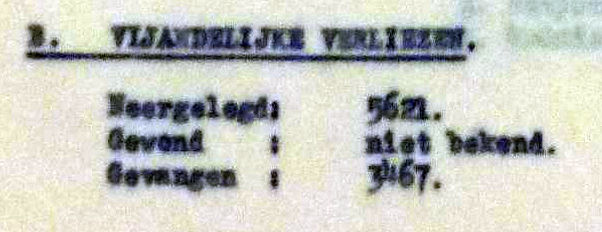 B. VIJANDELIJKE VERLIEZEN.
Neergelegd: 5621.
Gewond : niet bekend.
Gevangen : 3467.